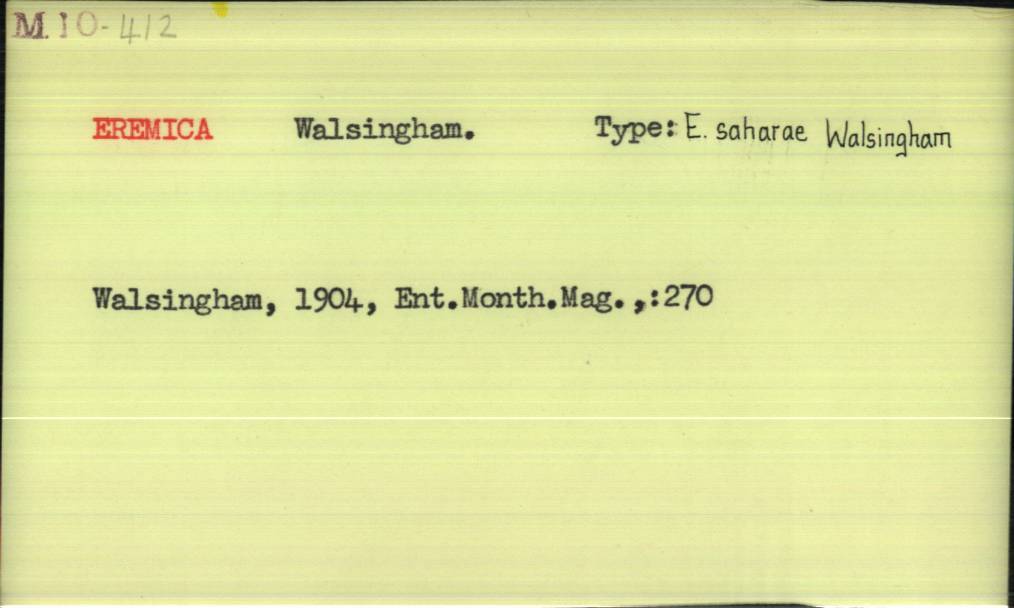 M.10-412
EREMICA Walsingham. Type: E. saharae Walsingham
Walsingham, 1904, Ent.Month.Mag.,:270